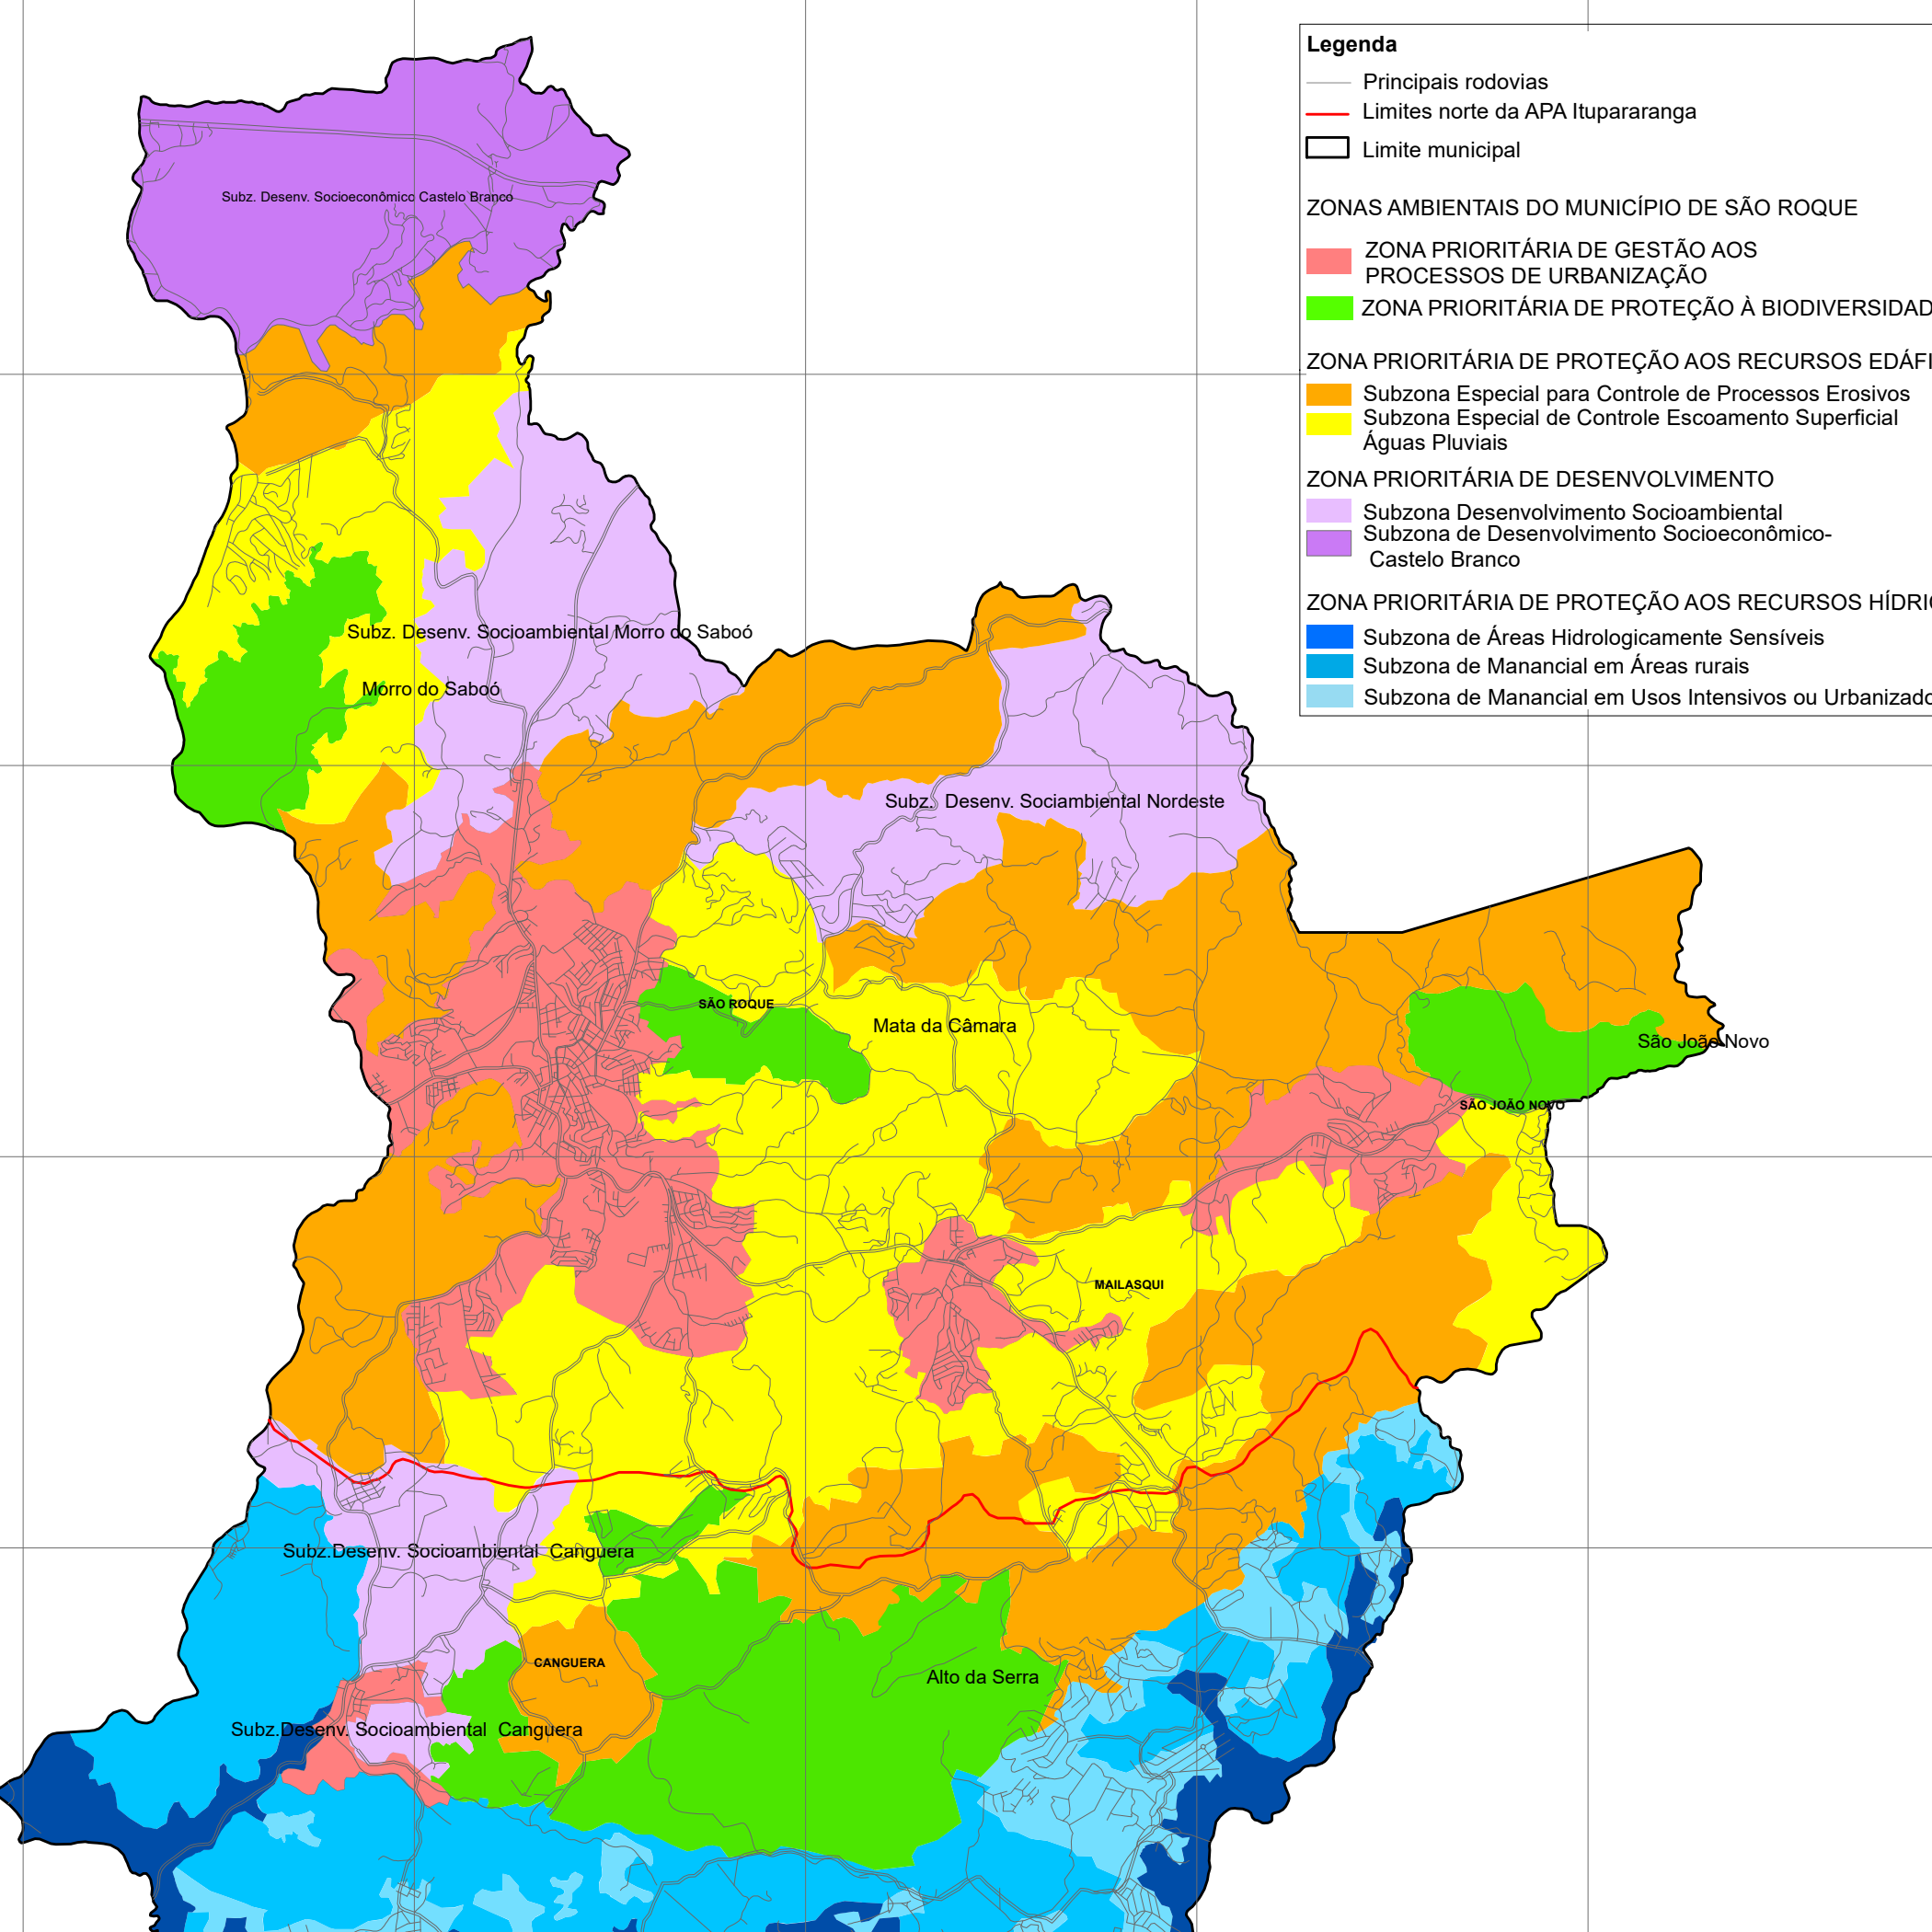 Legenda
Principais rodovias
Limites norte da APA Itupararanga
Limite municipal
ZONAS AMBIENTAIS DO MUNICÍPIO DE SÃO ROQUE
ZONA PRIORITÁRIA DE GESTÃO AOS
PROCESSOS DE URBANIZAÇÃO
ZONA PRIORITÁRIA DE PROTEÇÃO À BIODIVERSIDAD
ZONA PRIORITÁRIA DE PROTEÇÃO AOS RECURSOS EDÁFI
Subzona Especial para Controle de Processos Erosivos
Subzona Especial de Controle Escoamento Superficial
Águas Pluviais
ZONA PRIORITÁRIA DE DESENVOLVIMENTO
Subzona Desenvolvimento Socioambiental
Subzona de Desenvolvimento Socioeconômico-
Castelo Branco
ZONA PRIORITÁRIA DE PROTEÇÃO AOS RECURSOS HÍDRIC
Subzona de Áreas Hidrologicamente Sensíveis
Subzona de Manancial em Áreas rurais
Subzona de Manancial em Usos Intensivos ou Urbanizado
Subz. Desenv. Socioeconômico Castelo Branco
Subz. Desenv. Socioambiental Morro do Saboó
Morro do Saboó
Subz. Desenv. Sociambiental Nordeste
SÃO ROQUE
Mata da Câmara
São João Novo
SÃO JOÃO NOVO
MAILASQUI
Subz.Desenv. Socioambiental Canguera
CANGUERA
Alto da Serra
Subz.Desenv. Socioambiental Canguera